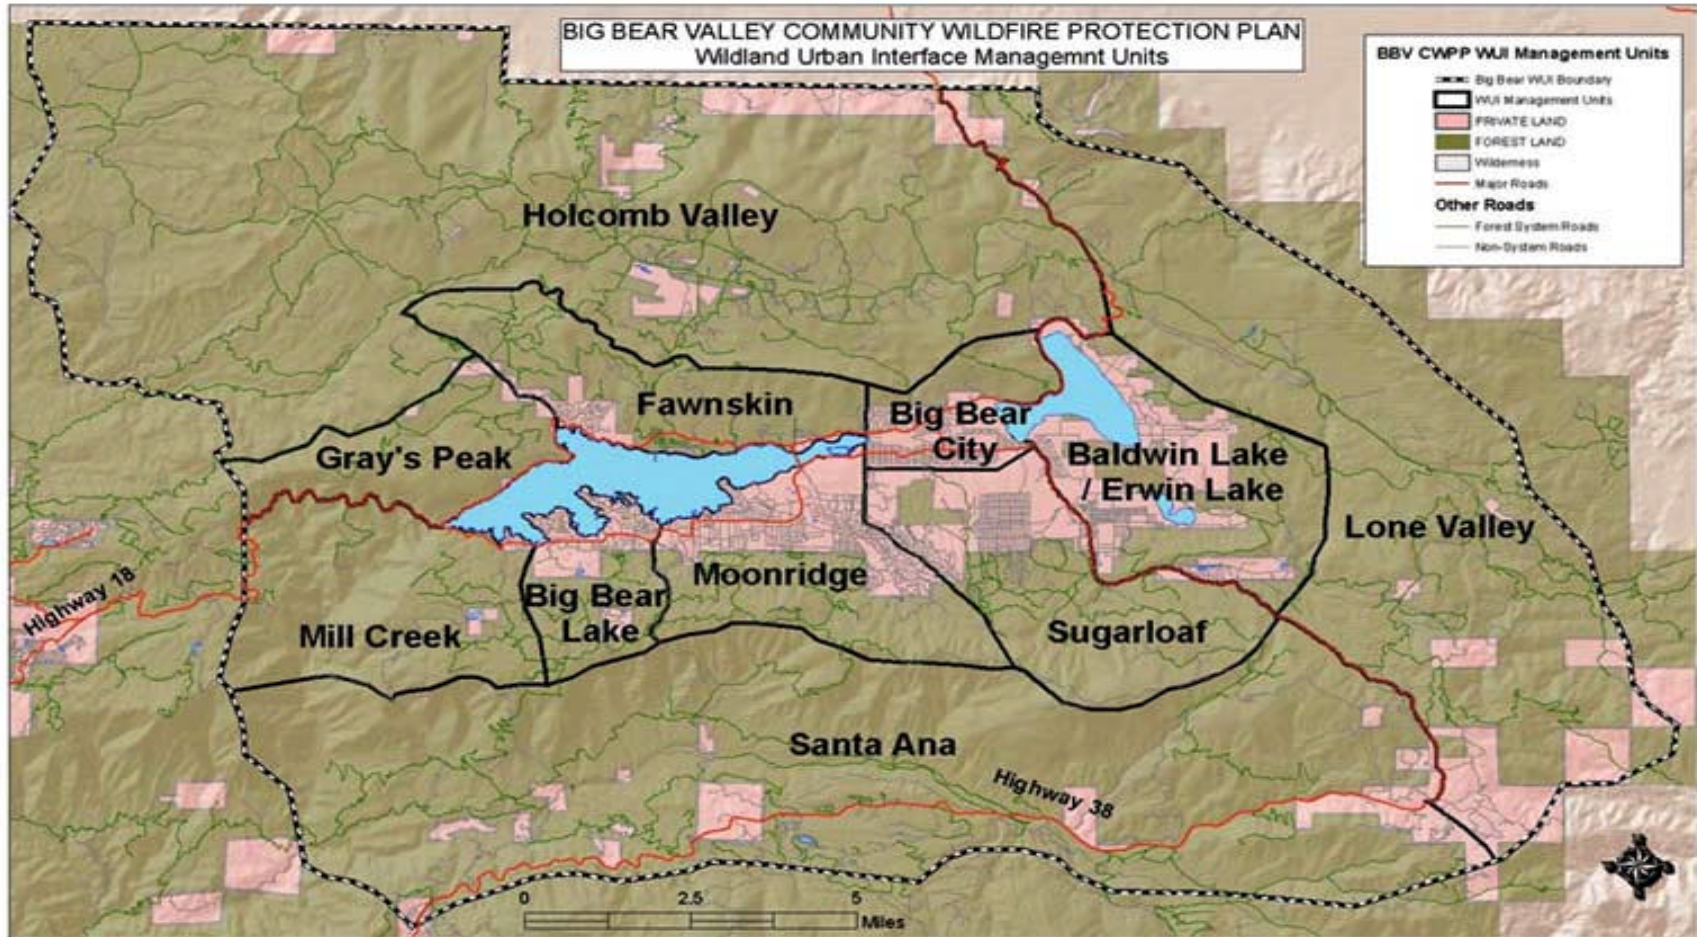 BIG BEAR VALLEY COMMUNITY WILDFIRE PROTECTION PLAN
Wildland Urban Interface Managemnt Units
BBV CWPP WUI Management Units
Big Bear WUI Boundary
WUI Management Units
PRIVATE LAND
FOREST LAND
Wilderness
Major Roads
Other Roads
Forest System Roads
Non-System Roads
Holcomb Valley
Fawnskin
Big Bear
City
Gray's Peak
Baldwin Lake
/ Erwin Lake
Lone Valley
Highway 18
Moonridge
Big Bear
Lake
Mill Creek
Sugarloaf
Santa Ana
Highway 38
0 2.5 5
Miles